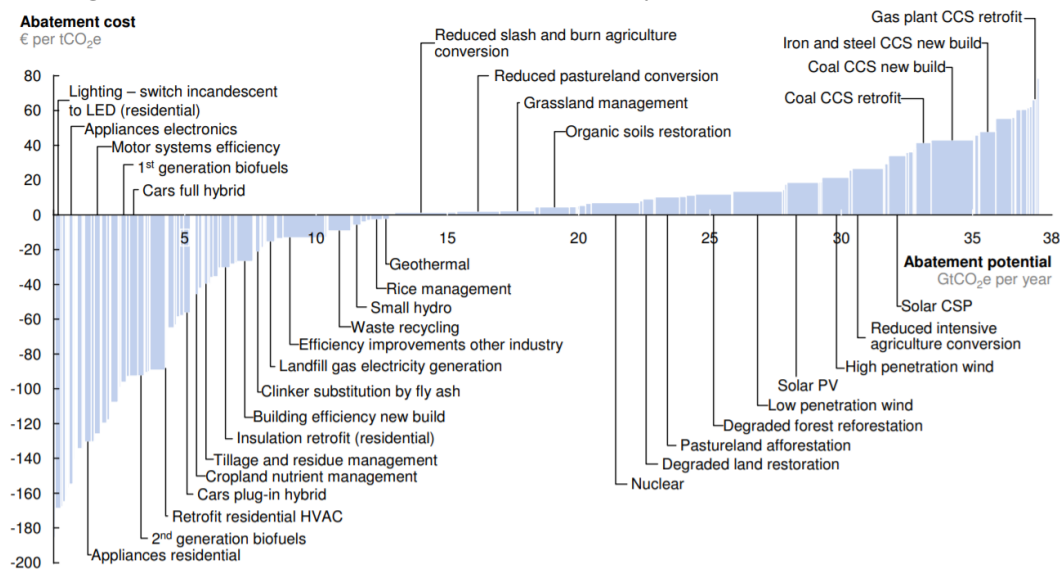 Abatement cost
€ per tCO₂e
Gas plant CCS retrofit
Reduced slash and burn agriculture
conversion
Iron and steel CCS new build
Coal CCS new build
Reduced pastureland conversion
Coal CCS retrofit
Grassland management
Organic soils restoration
Lighting – switch incandescent
to LED (residential)
Appliances electronics
Motor systems efficiency
1st generation biofuels
Cars full hybrid
80
60
40
20
0
-20
-40
-60
-80
-100
-120
-140
-160
-180
-200
5
10
15
20
25
30
35
38
Abatement potential
GtCO₂e per year
Geothermal
Rice management
Small hydro
Waste recycling
Efficiency improvements other industry
Landfill gas electricity generation
Clinker substitution by fly ash
Building efficiency new build
Insulation retrofit (residential)
Tillage and residue management
Cropland nutrient management
Cars plug-in hybrid
Retrofit residential HVAC
2nd generation biofuels
Appliances residential
Solar CSP
Reduced intensive
agriculture conversion
High penetration wind
Solar PV
Low penetration wind
Degraded forest reforestation
Pastureland afforestation
Degraded land restoration
Nuclear